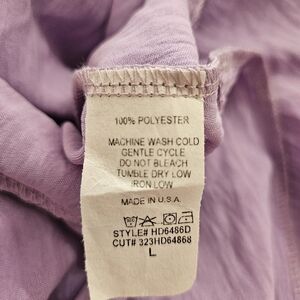 100% POLYESTER
MACHINE WASH COLD
GENTLE CYCLE
DO NOT BLEACH
TUMBLE DRY LOW
IRON LOW
MADE IN U.S.A.
STYLE# HD6486D
CUT# 323HD64868
L